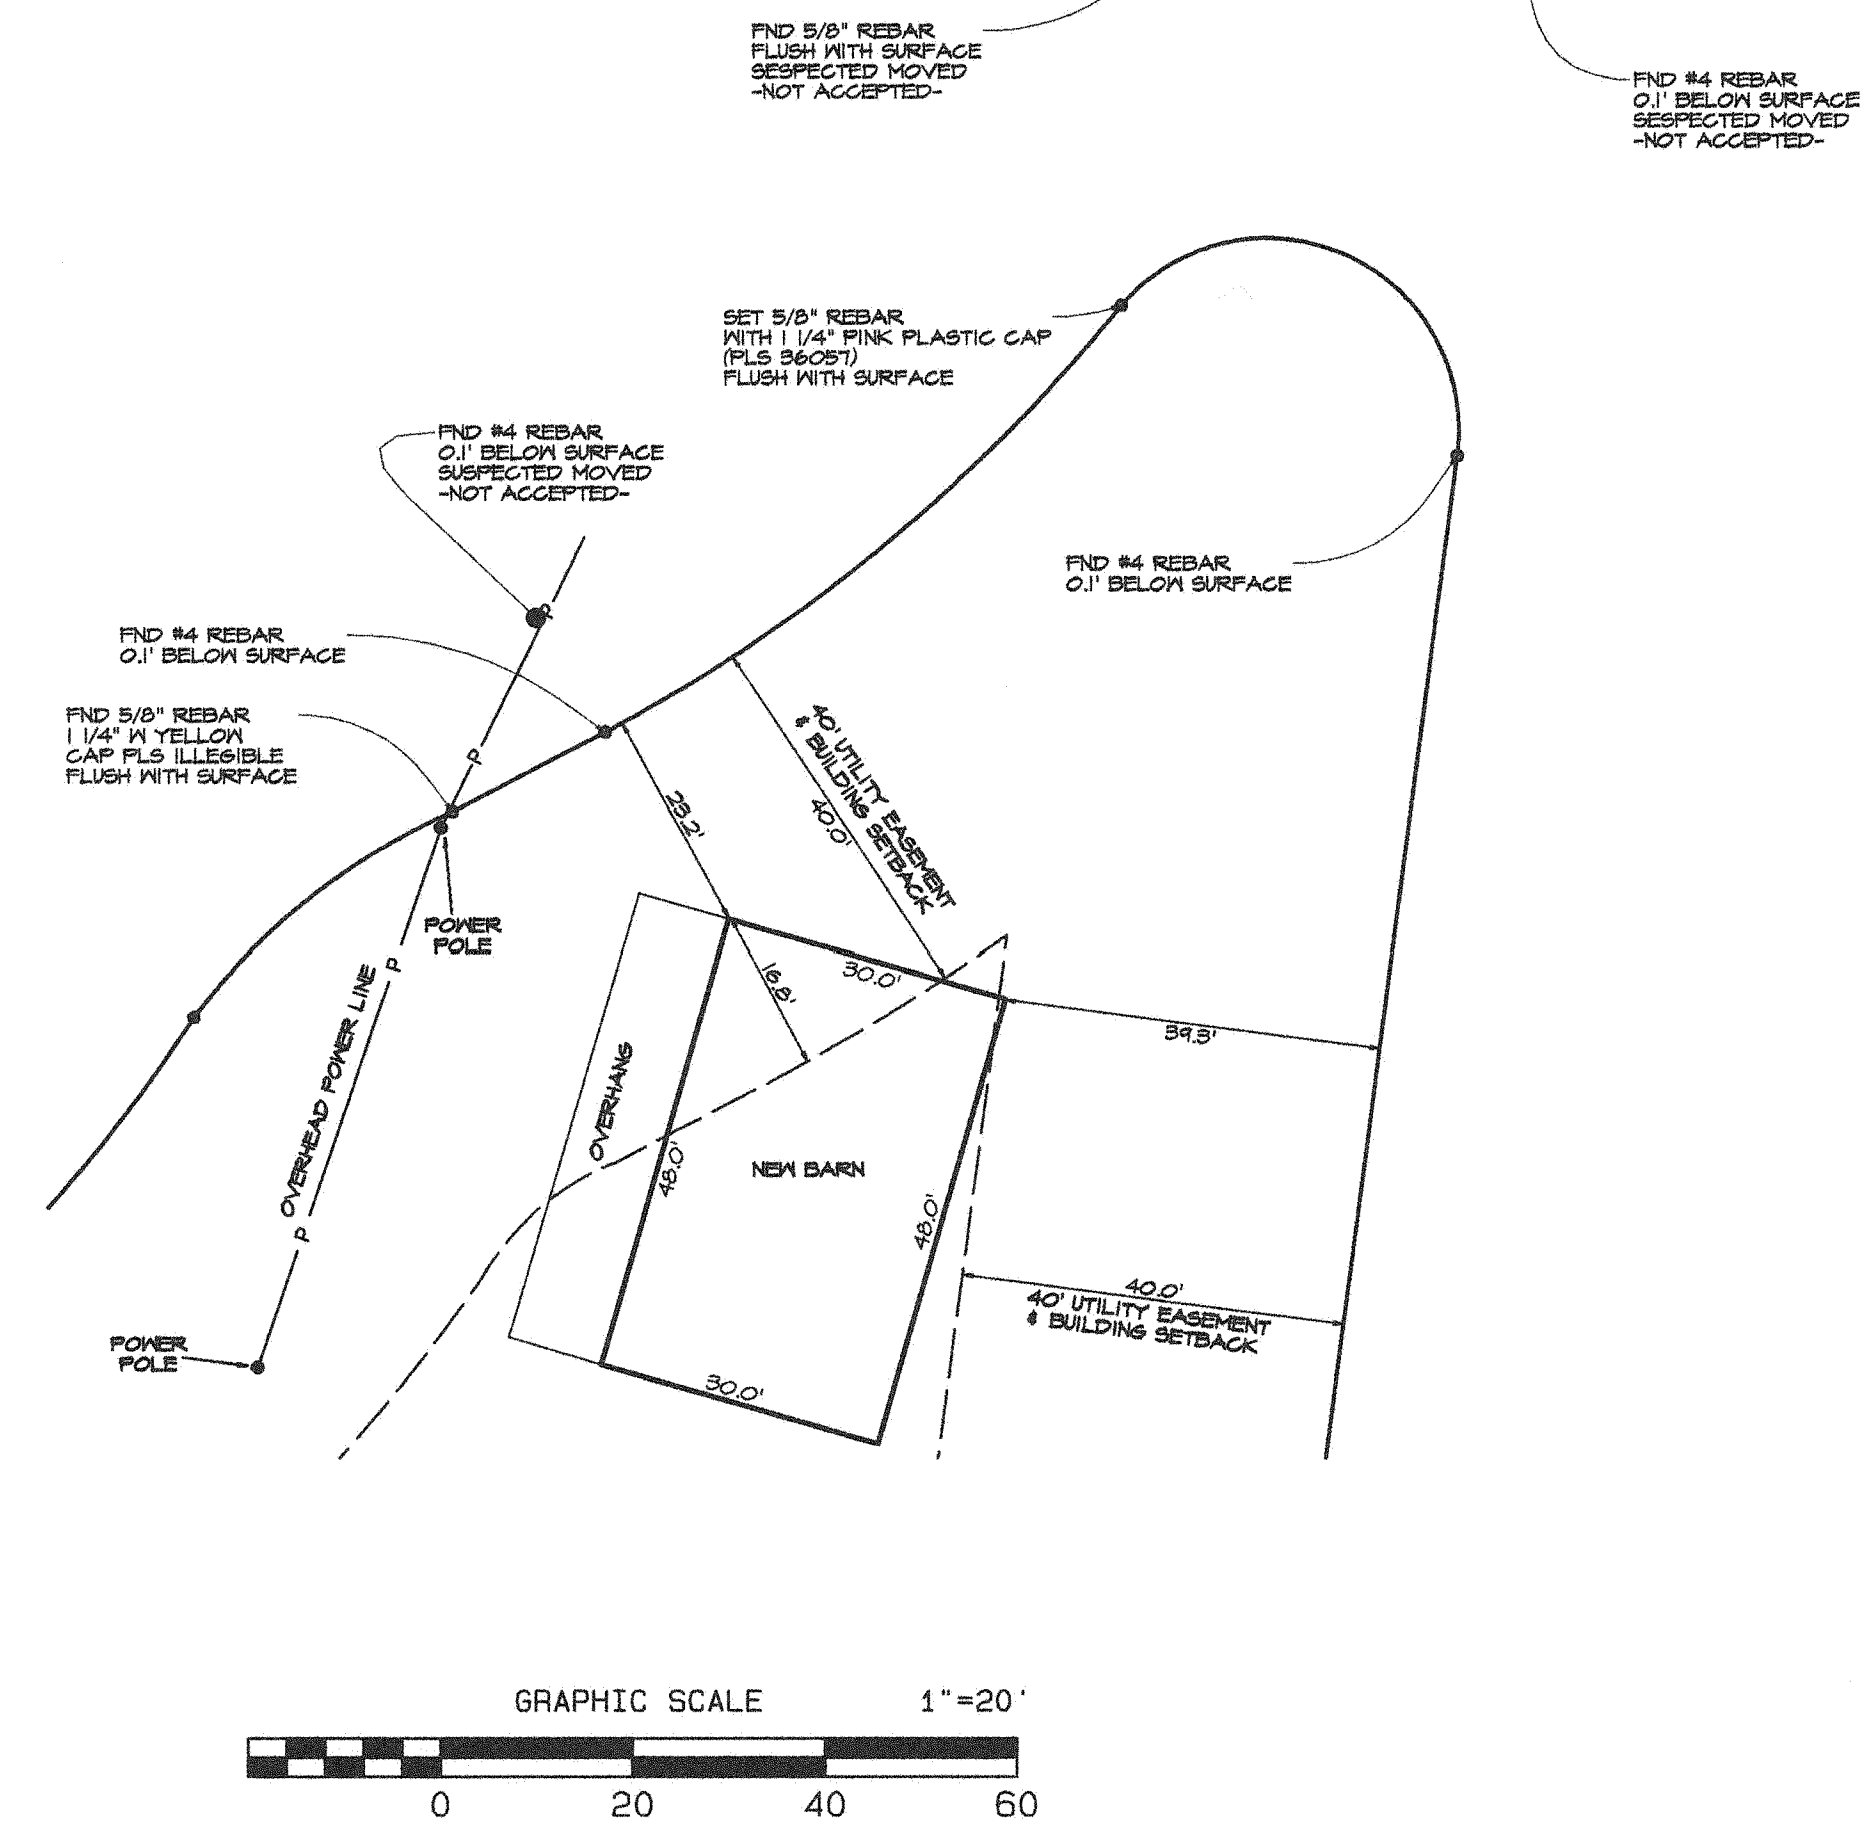 FND 5/8" REBAR
FLUSH WITH SURFACE
SESPECTED MOVED
-NOT ACCEPTED-
FND #4 REBAR
0.1' BELOW SURFACE
SESPECTED MOVED
-NOT ACCEPTED-
SET 5/8" REBAR
WITH 1 1/4" PINK PLASTIC CAP
(PLS 36057)
FLUSH WITH SURFACE
FND #4 REBAR
0.1' BELOW SURFACE
SUSPECTED MOVED
-NOT ACCEPTED-
FND #4 REBAR
0.1' BELOW SURFACE
P
FND #4 REBAR
0.1' BELOW SURFACE
FND 5/8" REBAR
1 1/4" W YELLOW
CAP PLS ILLEGIBLE
FLUSH WITH SURFACE
P
23.2'
40' UTILITY EASEMENT
& BUILDING SETBACK
40.0'
POWER
POLE
P
16.8'
30.0'
39.3'
OVERHEAD POWER LINE
OVERHANG
48.0'
NEW BARN
48.0'
P
40.0'
40' UTILITY EASEMENT
& BUILDING SETBACK
POWER
POLE
30.0'
GRAPHIC SCALE 1"=20'
0 20 40 60